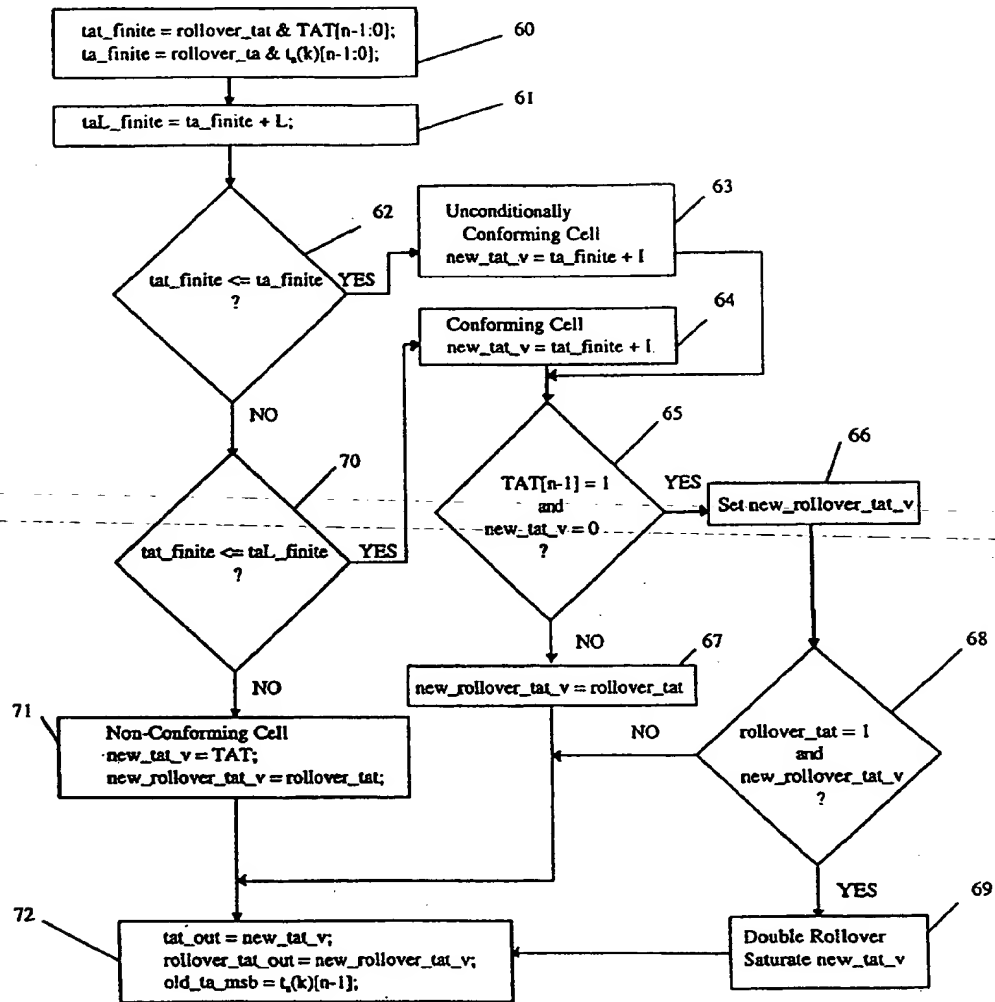 tat_finite = rollover_tat & TAT[n-1:0];
ta_finite = rollover_ta & tₐ(k)[n-1:0];
60
taL_finite = ta_finite + L;
61
62
tat_finite <= ta_finite
?
YES
NO
63
Unconditionally
Conforming Cell
new_tat_v = ta_finite + I
64
Conforming Cell
new_tat_v = tat_finite + I.
65
TAT[n-1] = 1
and
new_tat_v = 0
?
YES
NO
66
Set new_rollover_tat_v
70
tat_finite <= taL_finite
?
YES
NO
67
new_rollover_tat_v = rollover_tat
68
rollover_tat = 1
and
new_rollover_tat_v
?
NO
YES
71
Non-Conforming Cell
new_tat_v = TAT;
new_rollover_tat_v = rollover_tat;
72
tat_out = new_tat_v;
rollover_tat_out = new_rollover_tat_v;
old_ta_msb = tₐ(k)[n-1];
69
Double Rollover
Saturate new_tat_v